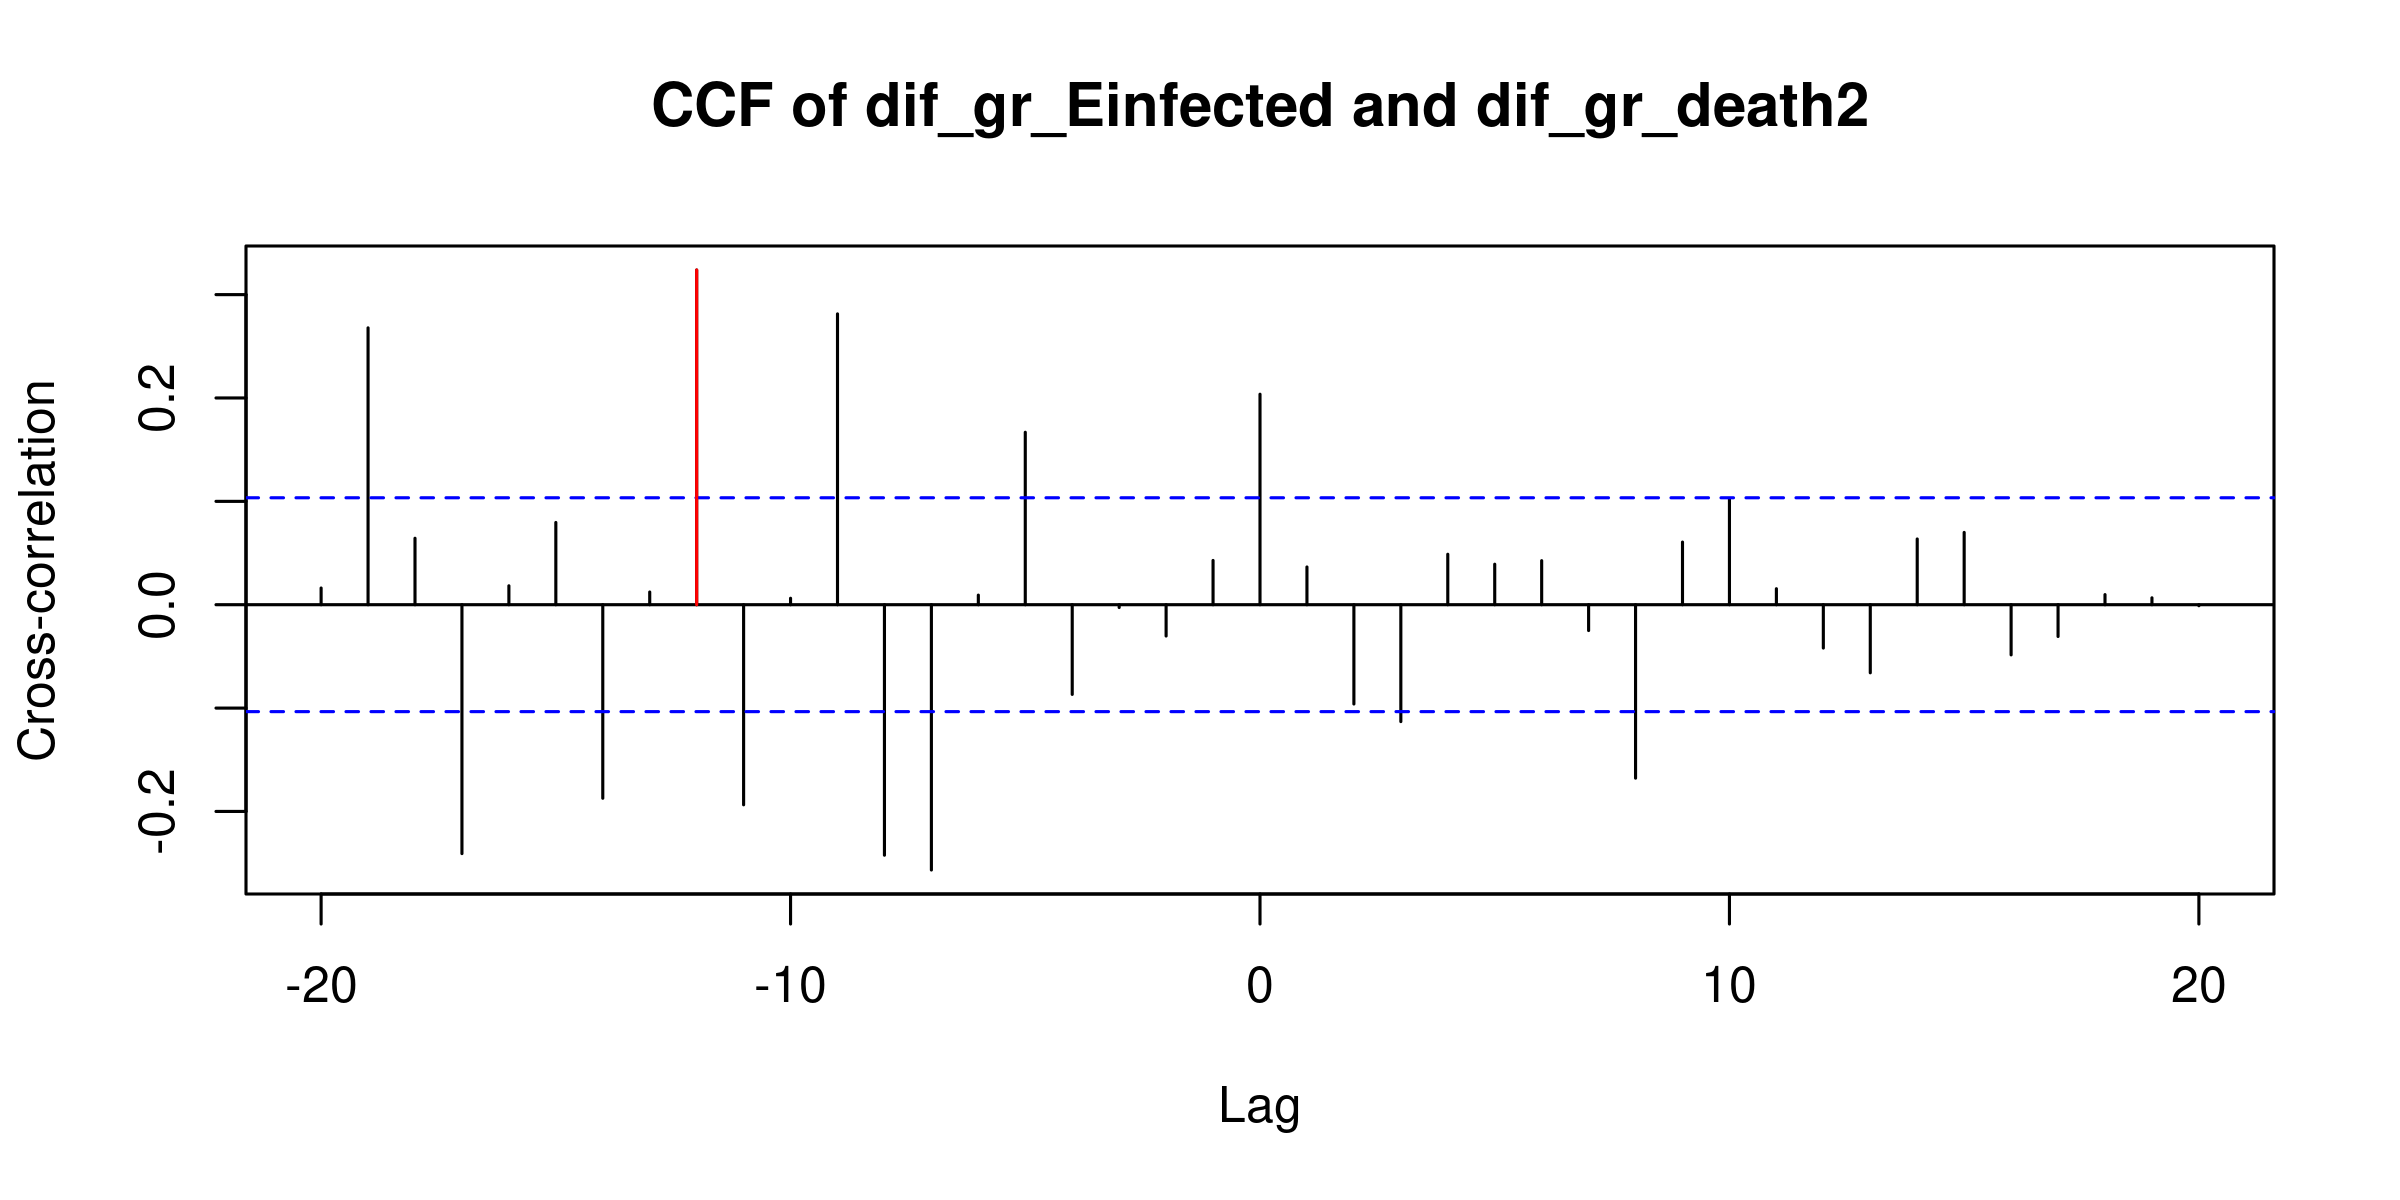 CCF of dif_gr_Einfected and dif_gr_death2
Cross-correlation
0.2
0.0
-0.2
-20 -10 0 10 20
Lag